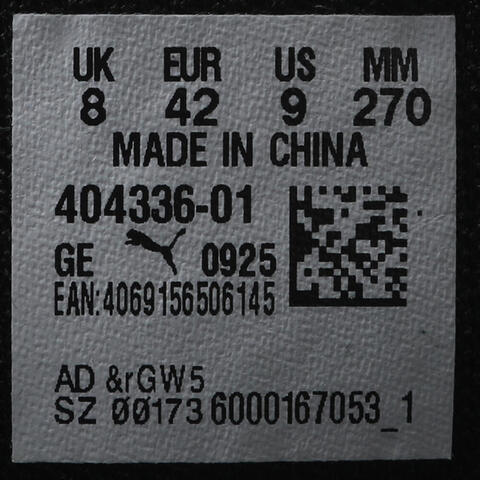 UK EUR US MM
8 42 9 270
MADE IN CHINA
404336-01
GE 0925
EAN:4069156506145
AD &rGW5
SZ 00173 6000167053_1